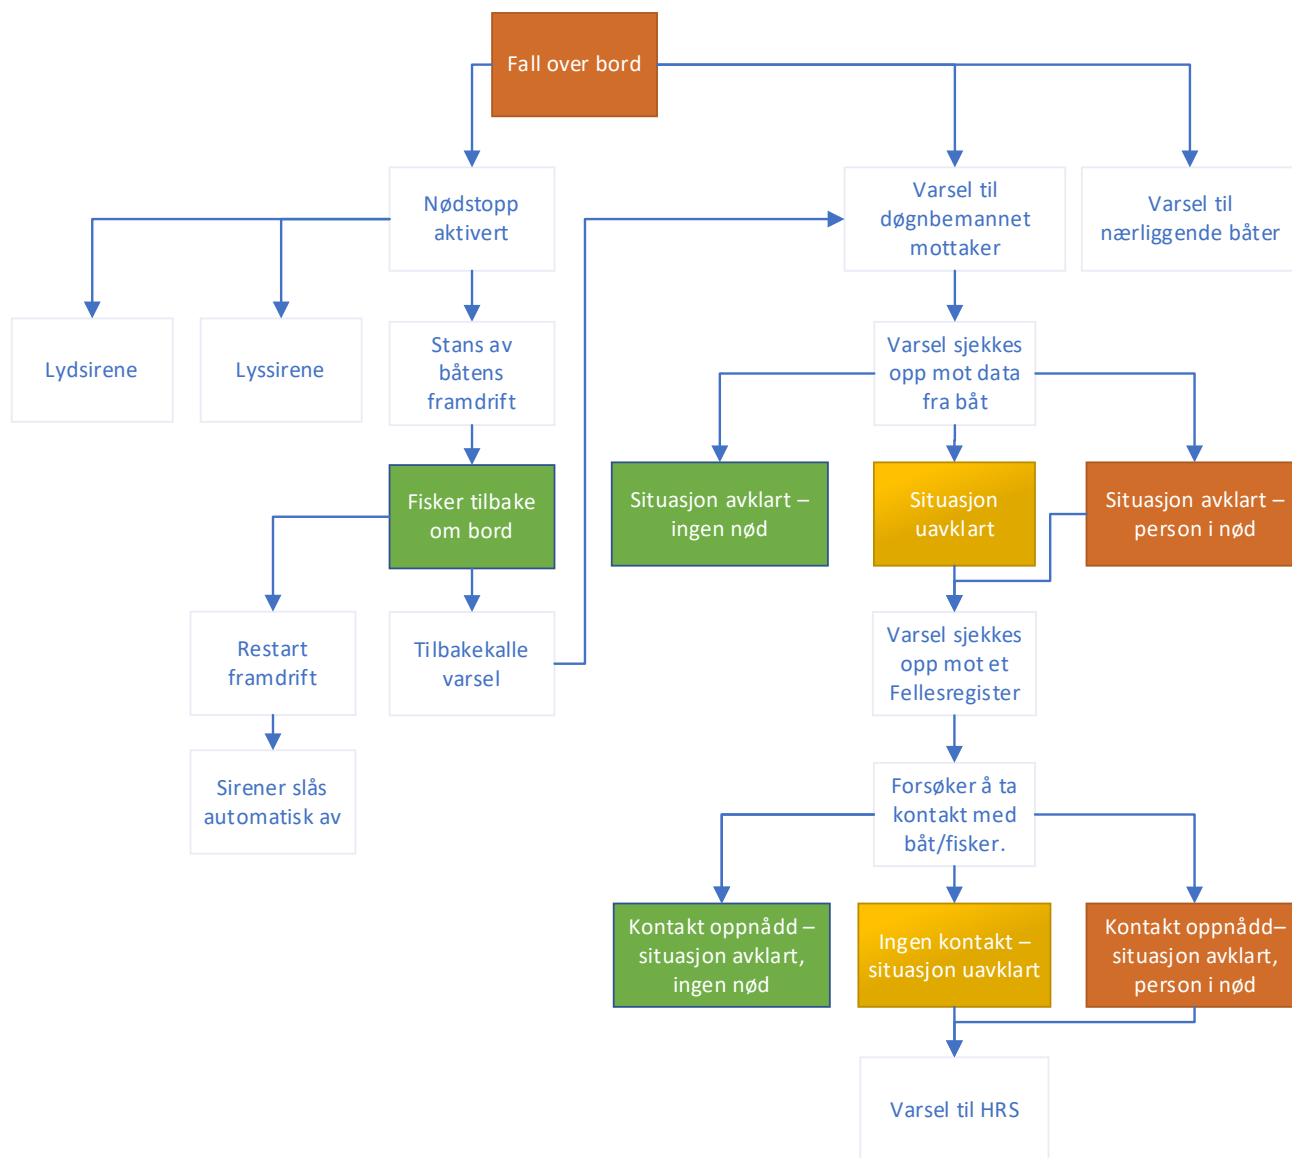 Fall over bord
Nødstopp
aktivert
Varsel til
døgnbemannet
mottaker
Varsel til
nærliggende båter
Lydsirene
Lyssirene
Stans av
båtens
framdrift
Varsel sjekkes
opp mot data
fra båt
Fisker tilbake
om bord
Situasjon avklart –
ingen nød
Situasjon
uavklart
Situasjon avklart –
person i nød
Restart
framdrift
Tilbakekalle
varsel
Varsel sjekkes
opp mot et
Fellesregister
Sirener slås
automatisk av
Forsøker å ta
kontakt med
båt/fisker.
Kontakt oppnådd –
situasjon avklart,
ingen nød
Ingen kontakt –
situasjon uavklart
Kontakt oppnådd–
situasjon avklart,
person i nød
Varsel til HRS